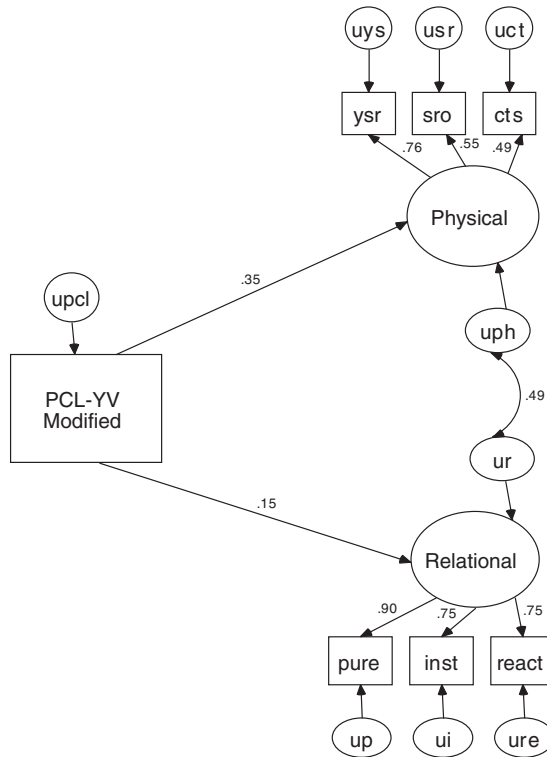 uys usr uct
ysr sro cts
.76 .55 .49
Physical
.35
upcl
uph
PCL-YV
Modified
.49
ur
.15
Relational
.90 .75 .75
pure inst react
up ui ure